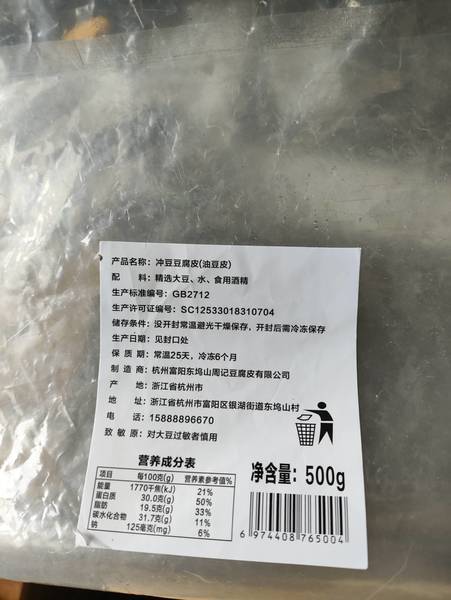 产品名称：冲豆豆腐皮(油豆皮)
配 料：精选大豆、水、食用酒精
生产标准编号：GB2712
生产许可证编号：SC12533018310704
储存条件：没开封常温避光干燥保存，开封后需冷冻保存
生产日期：见封口处
保 质 期：常温25天，冷冻6个月
制 造 商：杭州富阳东坞山周记豆腐皮有限公司
产 地：浙江省杭州市
地 址：浙江省杭州市富阳区银湖街道东坞山村
电 话：15888896670
致 敏 原：对大豆过敏者慎用
营养成分表
项目 每100克(g) 营养素参考值%
能量 1770千焦(kJ) 21%
蛋白质 30.0克(g) 50%
脂肪 19.5克(g) 33%
碳水化合物 31.7克(g) 11%
钠 125毫克(mg) 6%
净含量：500g
6 974408 765004